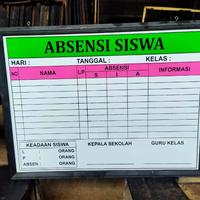 ABSENSI SISWA
HARI : TANGGAL : KELAS :
NO NAMA L/P ABSENSI INFORMASI
S I A
KEADAAN SISWA KEPALA SEKOLAH GURU KELAS
L : ORANG
P : ORANG
ABSEN : ORANG